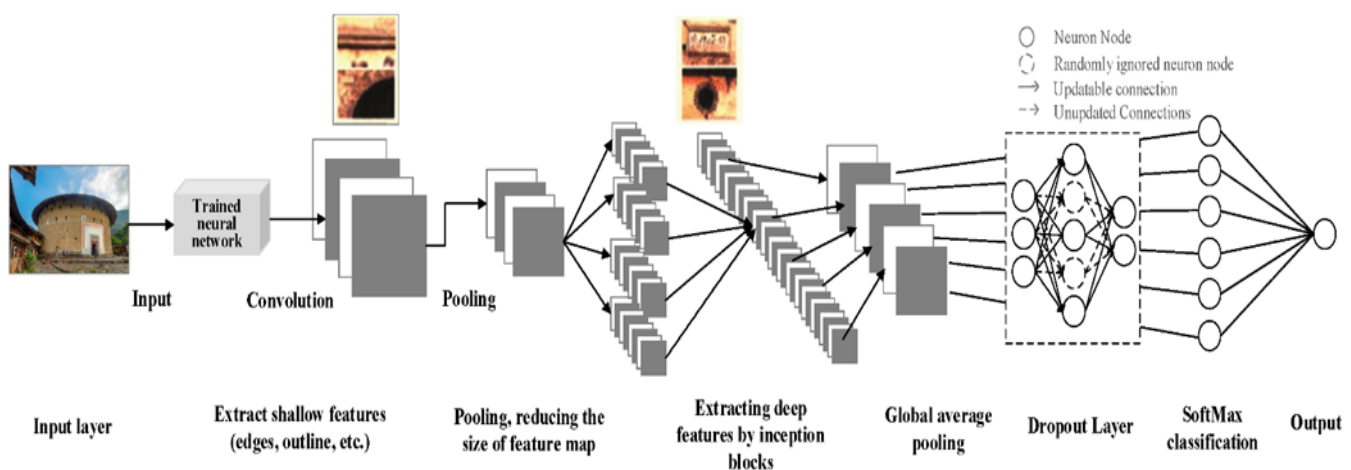 Neuron Node
Randomly ignored neuron node
Updatable connection
Unupdated Connections
Trained
neural
network
Input
Convolution
Pooling
Input layer
Extract shallow features
(edges, outline, etc.)
Pooling, reducing the
size of feature map
Extracting deep
features by inception
blocks
Global average
pooling
Dropout Layer
SoftMax
classification
Output